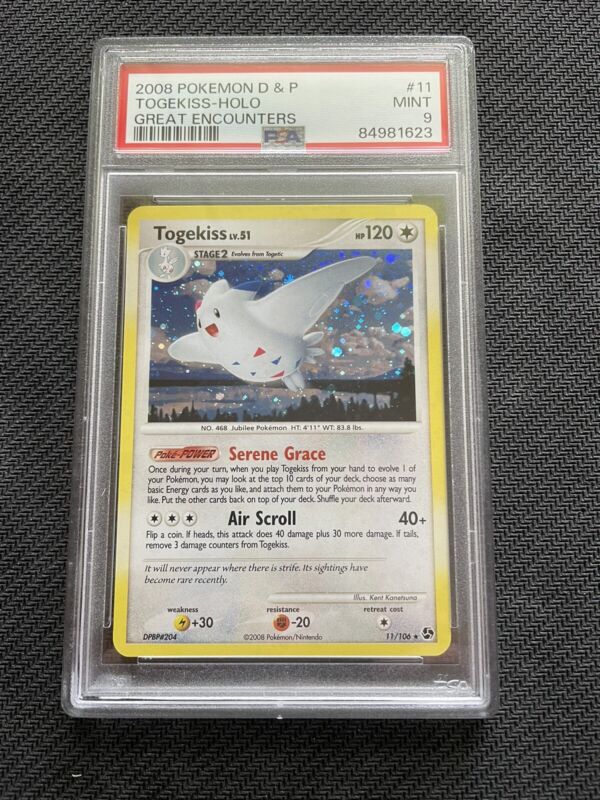 2008 POKEMON D & P #11
TOGEKISS-HOLO MINT
GREAT ENCOUNTERS 9
PSA 84981623
Togekiss LV.51 HP 120
STAGE2 Evolves from Togetic
NO. 468 Jubilee Pokémon HT: 4'11" WT: 83.8 lbs.
Poké-POWER Serene Grace
Once during your turn, when you play Togekiss from your hand to evolve 1 of
your Pokémon, you may look at the top 10 cards of your deck, choose as many
basic Energy cards as you like, and attach them to your Pokémon in any way you
like. Put the other cards back on top of your deck. Shuffle your deck afterward.
Air Scroll 40+
Flip a coin. If heads, this attack does 40 damage plus 30 more damage. If tails,
remove 3 damage counters from Togekiss.
It will never appear where there is strife. Its sightings have
become rare recently.
Illus. Kent Kanetsuna
weakness resistance retreat cost
+30 -20
DPBP#204 ©2008 Pokémon/Nintendo 11/106